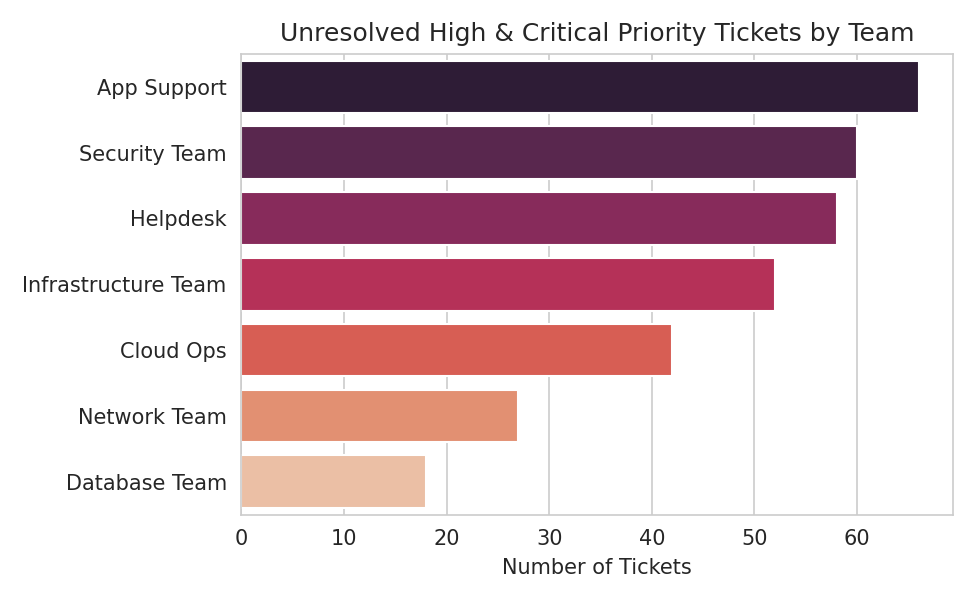 Unresolved High & Critical Priority Tickets by Team
App Support
Security Team
Helpdesk
Infrastructure Team
Cloud Ops
Network Team
Database Team
0 10 20 30 40 50 60
Number of Tickets